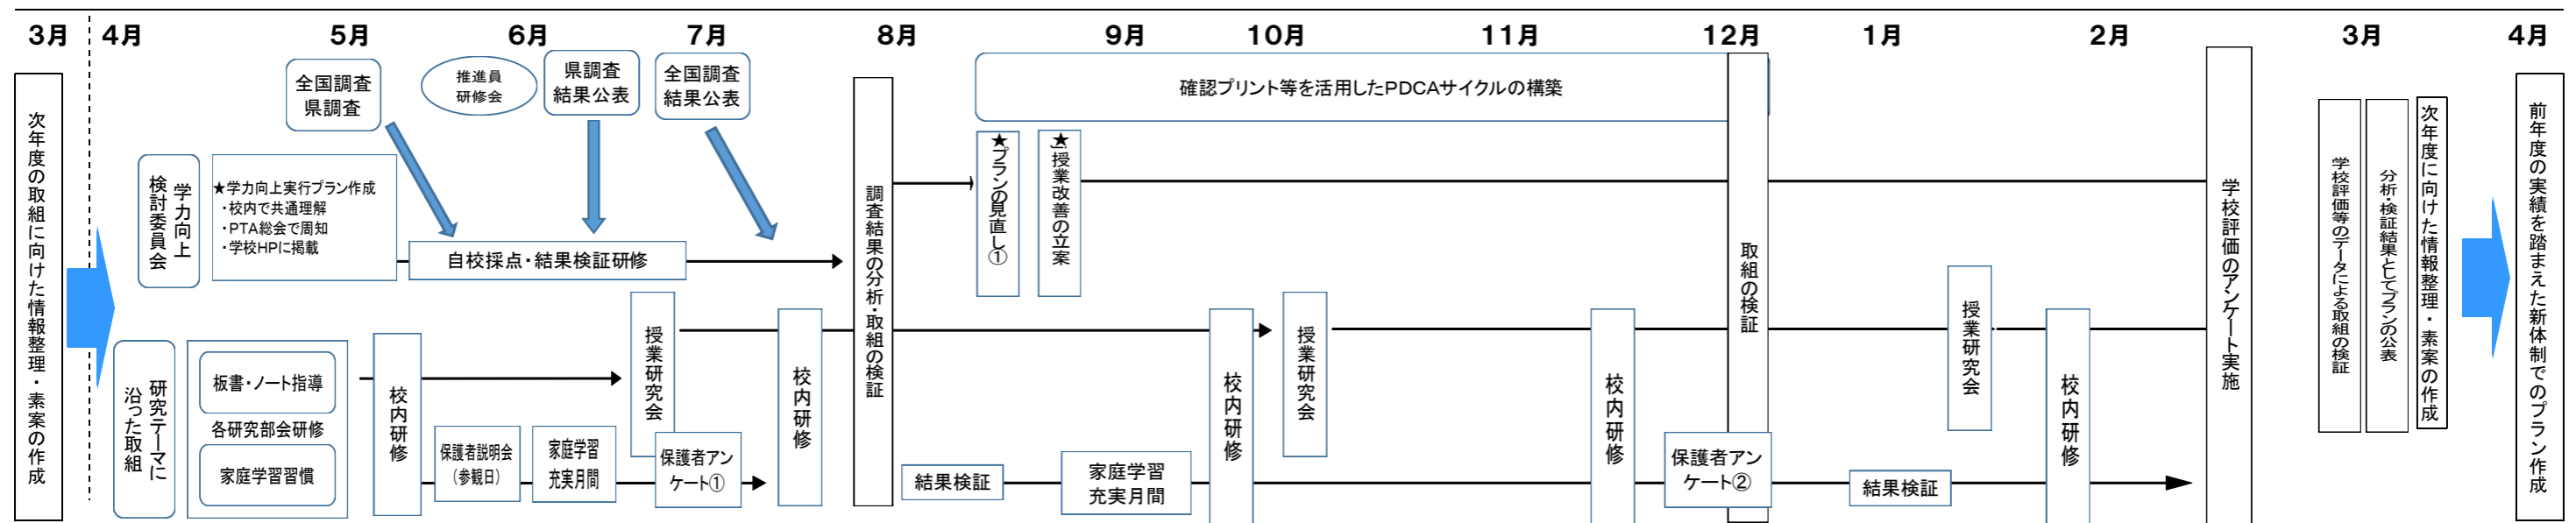 3月
4月
5月
6月
7月
8月
9月
10月
11月
12月
1月
2月
3月
4月
次年度の取組に向けた情報整理・素案の作成
全国調査
県調査
推進員
研修会
県調査
結果公表
全国調査
結果公表
確認プリント等を活用したPDCAサイクルの構築
学力向上
検討委員会
★学力向上実行プラン作成
・校内で共通理解
・PTA総会で周知
・学校HPに掲載
自校採点・結果検証研修
調査結果の分析・取組の検証
★プランの見直し①
★授業改善の立案
取組の検証
学校評価のアンケート実施
学校評価等のデータによる取組の検証
分析・検証結果としてプランの公表
次年度に向けた情報整理・素案の作成
前年度の実績を踏まえた新体制でのプラン作成
研究テーマに
沿った取組
板書・ノート指導
各研究部会研修
家庭学習習慣
校内研修
保護者説明会
(参観日)
家庭学習
充実月間
授業研究会
保護者アン
ケート①
校内研修
結果検証
家庭学習
充実月間
校内研修
授業研究会
校内研修
保護者アン
ケート②
結果検証
授業研究会
校内研修